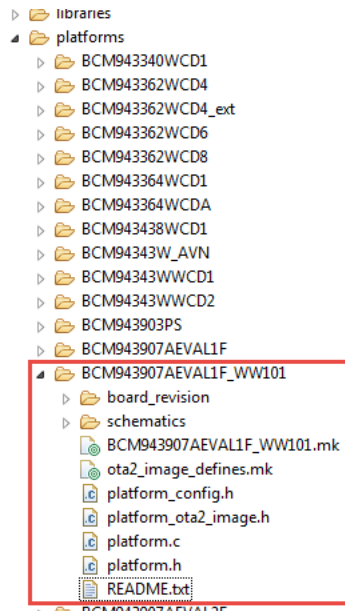 libraries
platforms
BCM943340WCD1
BCM943362WCD4
BCM943362WCD4_ext
BCM943362WCD6
BCM943362WCD8
BCM943364WCD1
BCM943364WCDA
BCM943438WCD1
BCM94343W_AVN
BCM94343WWCD1
BCM94343WWCD2
BCM943903PS
BCM943907AEVAL1F
BCM943907AEVAL1F_WW101
board_revision
schematics
BCM943907AEVAL1F_WW101.mk
ota2_image_defines.mk
platform_config.h
platform_ota2_image.h
platform.c
platform.h
README.txt
BCM943907AEVAL2F